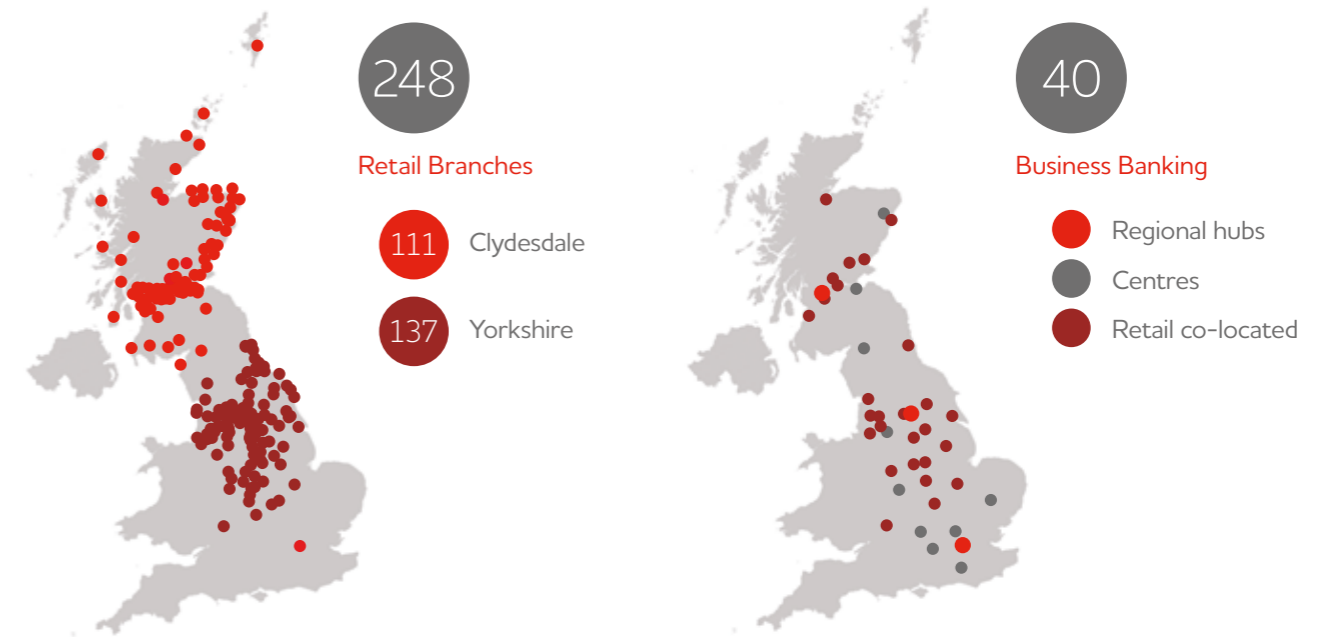 248
Retail Branches
111 Clydesdale
137 Yorkshire
40
Business Banking
Regional hubs
Centres
Retail co-located